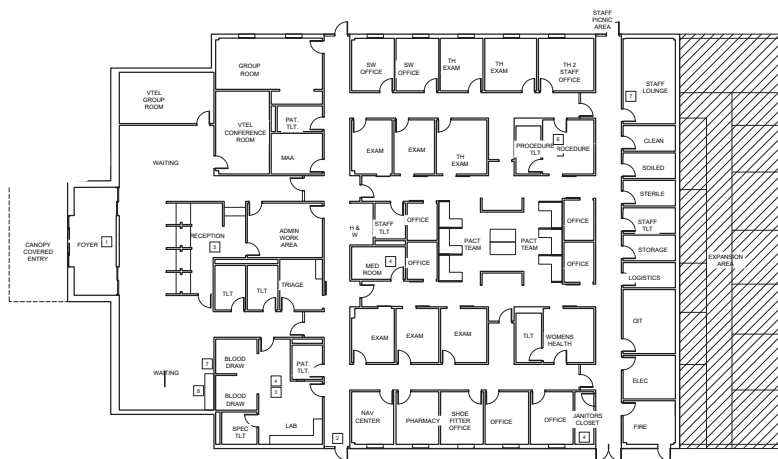 STAFF
PICNIC
AREA
GROUP
ROOM
SW
OFFICE
SW
OFFICE
TH
EXAM
TH
EXAM
TH 2
STAFF
OFFICE
STAFF
LOUNGE
7
VTEL
GROUP
ROOM
VTEL
CONFERENCE
ROOM
PAT.
TLT.
MAA
EXAM
EXAM
TH
EXAM
PROCEDURE
TLT
6
PROCEDURE
CLEAN
SOILED
STERILE
STAFF
TLT
STORAGE
LOGISTICS
WAITING
CANOPY
COVERED
ENTRY
FOYER
1
RECEPTION
5
ADMIN
WORK
AREA
H &
W
STAFF
TLT
OFFICE
OFFICE
MED
ROOM
4
PACT
TEAM
PACT
TEAM
OFFICE
OFFICE
EXPANSION
AREA
TLT
TLT
TRIAGE
EXAM
EXAM
EXAM
TLT
WOMENS
HEALTH
OIT
WAITING
7
8
BLOOD
DRAW
BLOOD
DRAW
4
3
PAT.
TLT.
SPEC
TLT
LAB
2
NAV
CENTER
PHARMACY
SHOE
FITTER
OFFICE
OFFICE
OFFICE
JANITORS
CLOSET
4
ELEC
FIRE